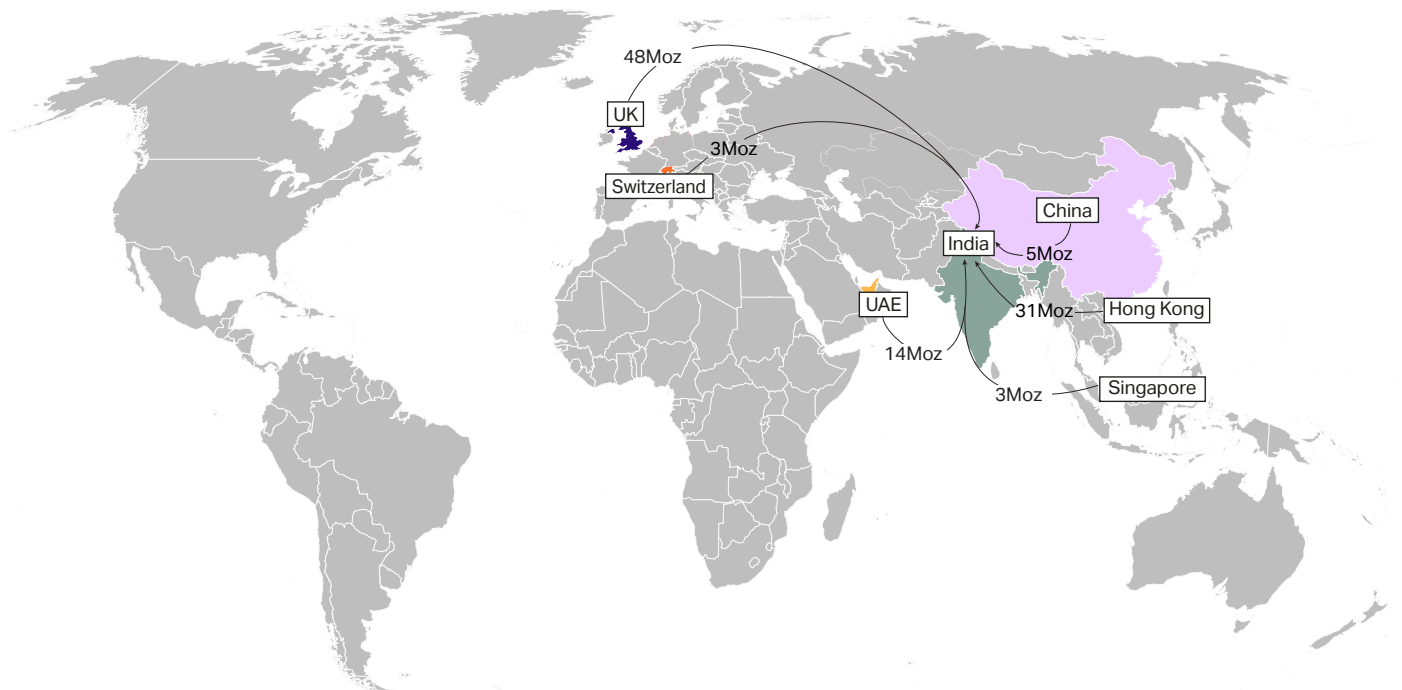 48Moz
UK
3Moz
Switzerland
China
India
5Moz
UAE
31Moz
Hong Kong
14Moz
Singapore
3Moz